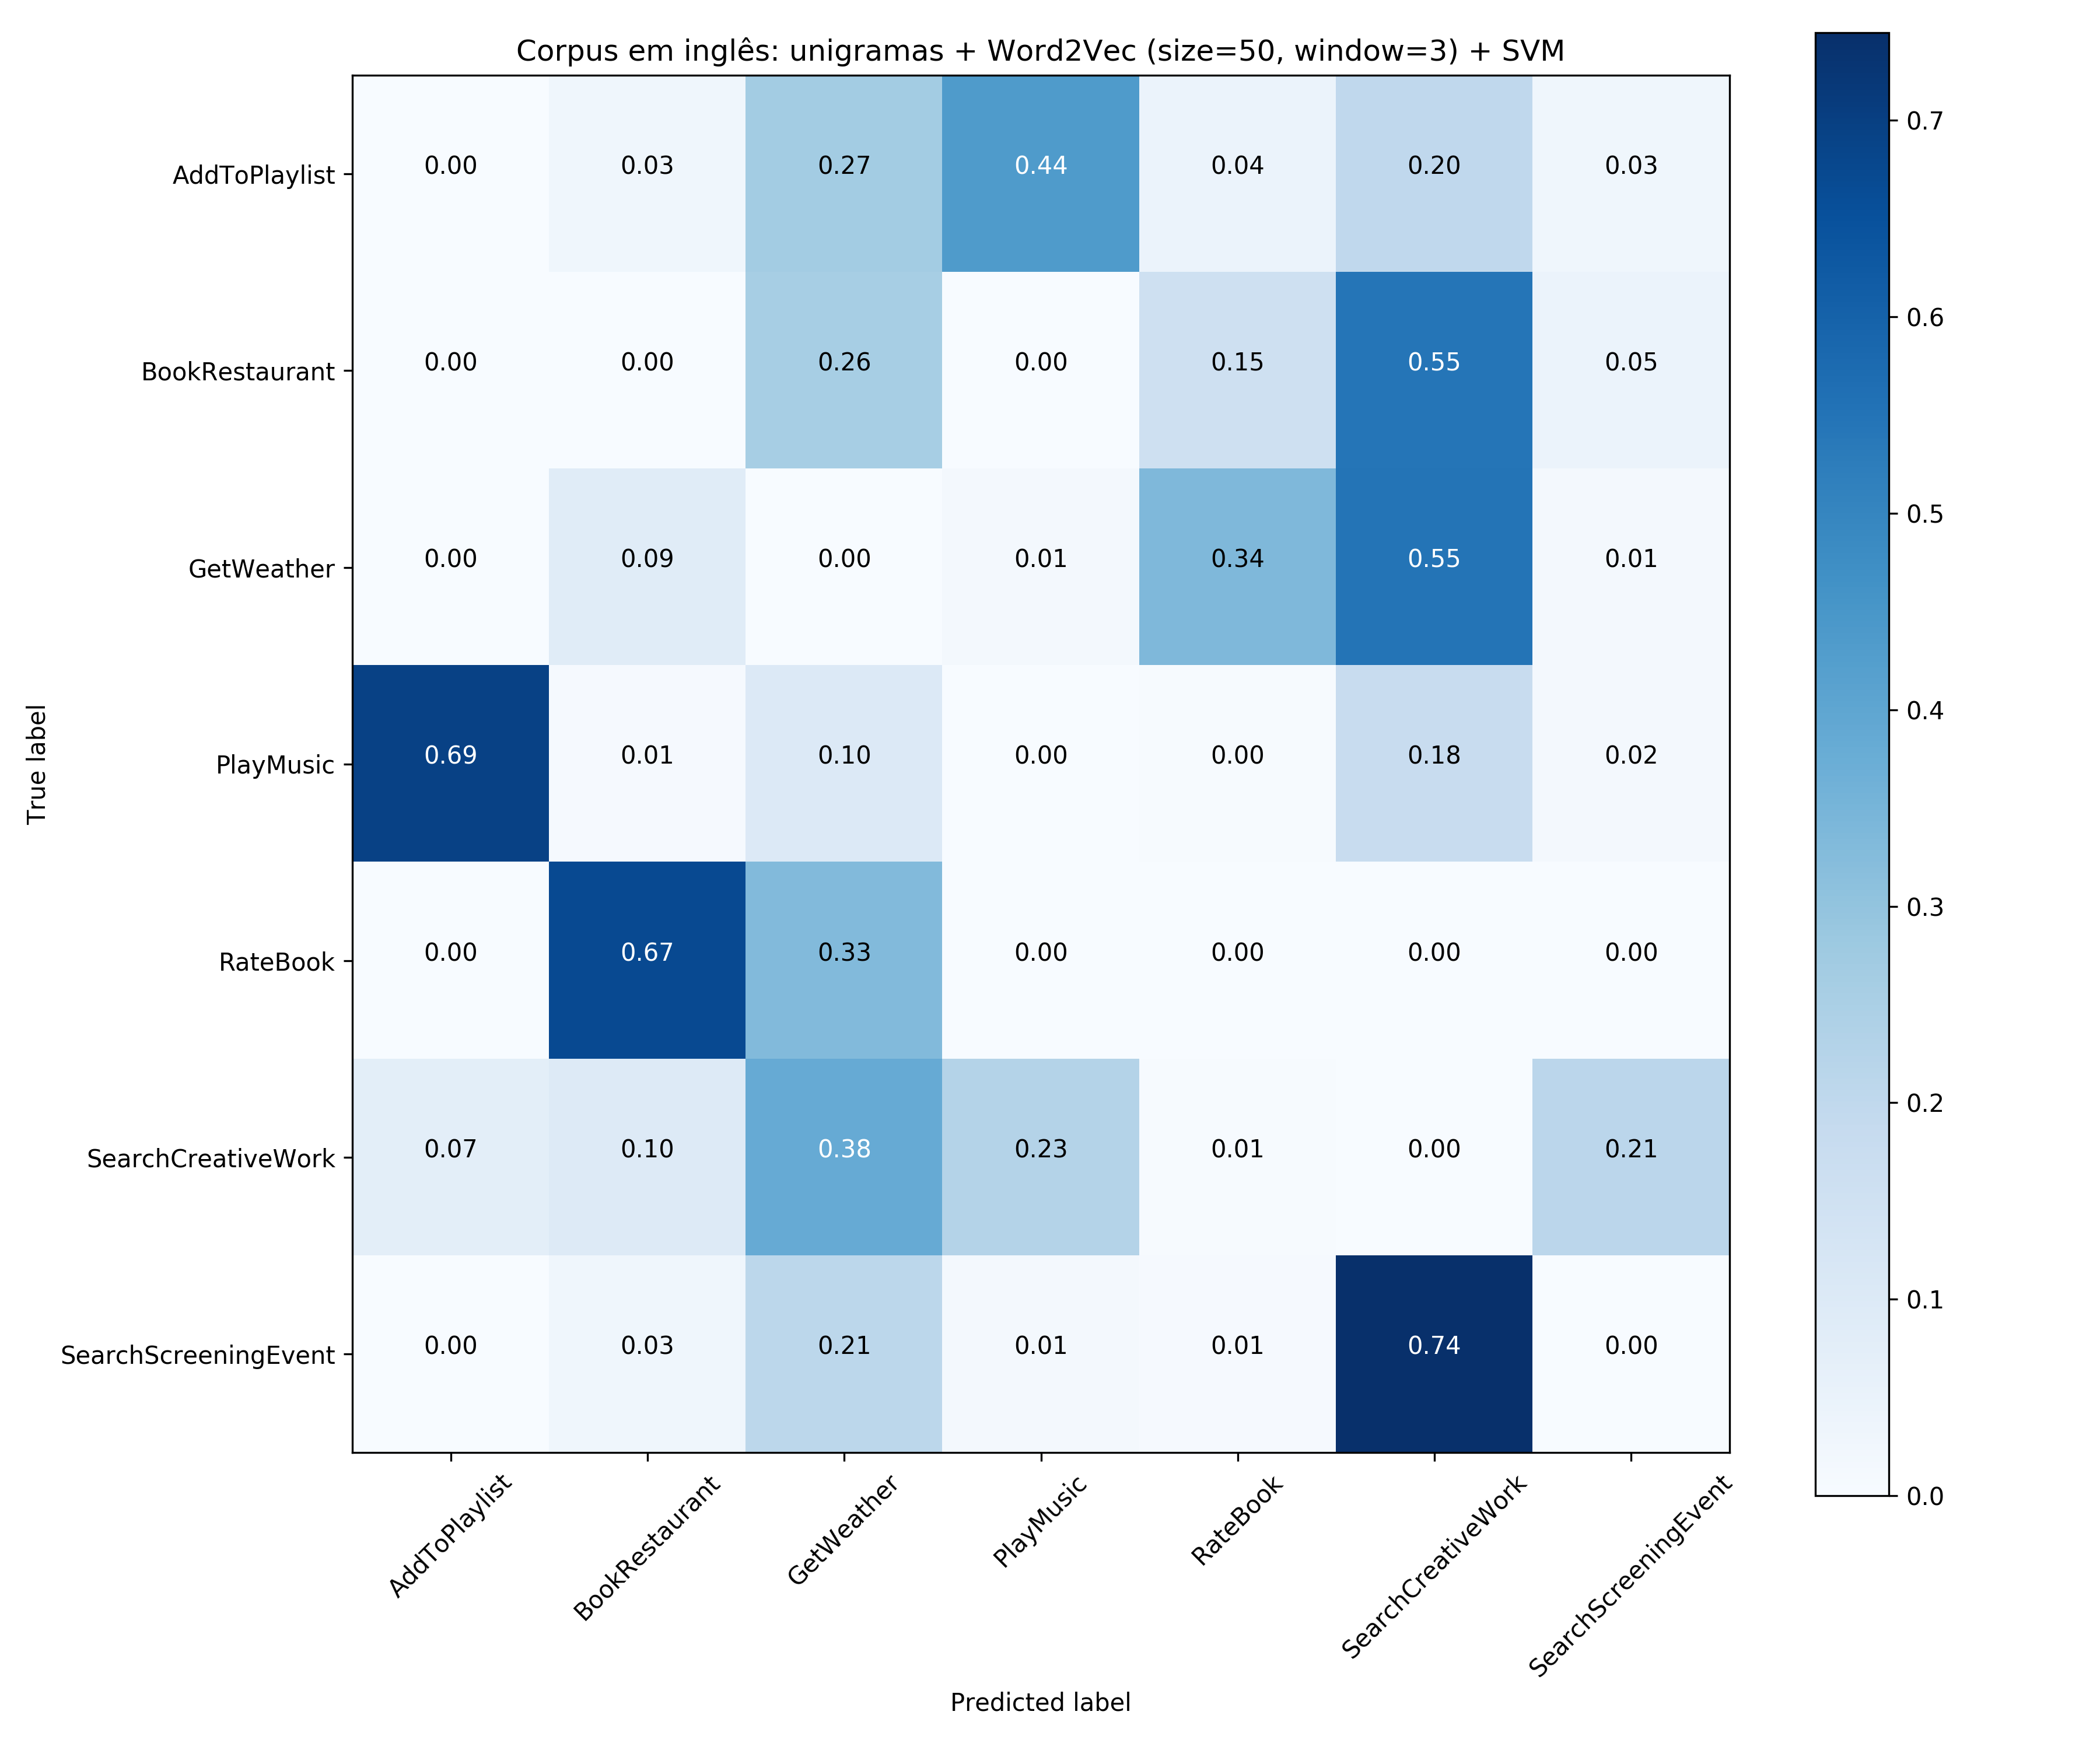 Corpus em inglês: unigramas + Word2Vec (size=50, window=3) + SVM
True label
AddToPlaylist 0.00 0.03 0.27 0.44 0.04 0.20 0.03
BookRestaurant 0.00 0.00 0.26 0.00 0.15 0.55 0.05
GetWeather 0.00 0.09 0.00 0.01 0.34 0.55 0.01
PlayMusic 0.69 0.01 0.10 0.00 0.00 0.18 0.02
RateBook 0.00 0.67 0.33 0.00 0.00 0.00 0.00
SearchCreativeWork 0.07 0.10 0.38 0.23 0.01 0.00 0.21
SearchScreeningEvent 0.00 0.03 0.21 0.01 0.01 0.74 0.00
AddToPlaylist
BookRestaurant
GetWeather
PlayMusic
RateBook
SearchCreativeWork
SearchScreeningEvent
Predicted label
0.7
0.6
0.5
0.4
0.3
0.2
0.1
0.0